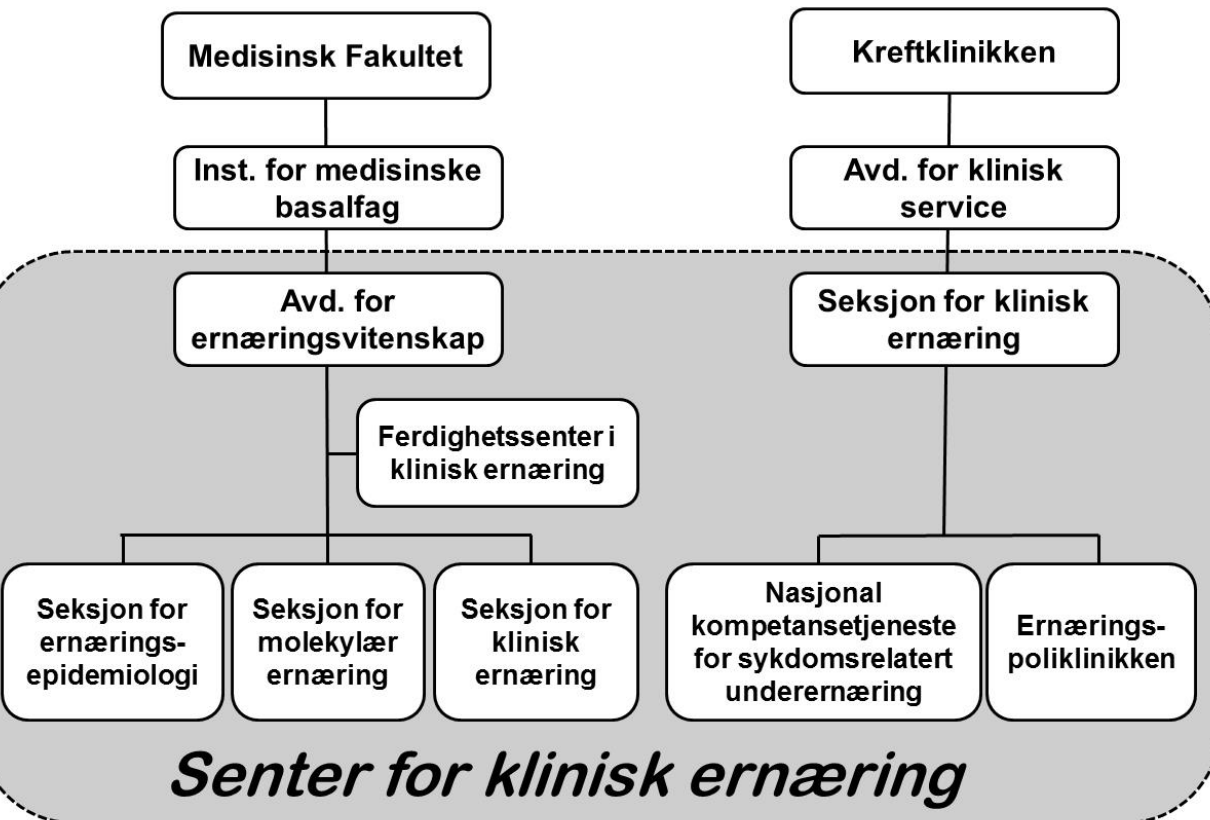 Medisinsk Fakultet
Kreftklinikken
Inst. for medisinske
basalfag
Avd. for klinisk
service
Avd. for
ernæringsvitenskap
Seksjon for klinisk
ernæring
Ferdighetssenter i
klinisk ernæring
Seksjon for
ernærings-
epidemiologi
Seksjon for
molekylær
ernæring
Seksjon for
klinisk
ernæring
Nasjonal
kompetansetjeneste
for sykdomsrelatert
underernæring
Ernærings-
poliklinikken
Senter for klinisk ernæring